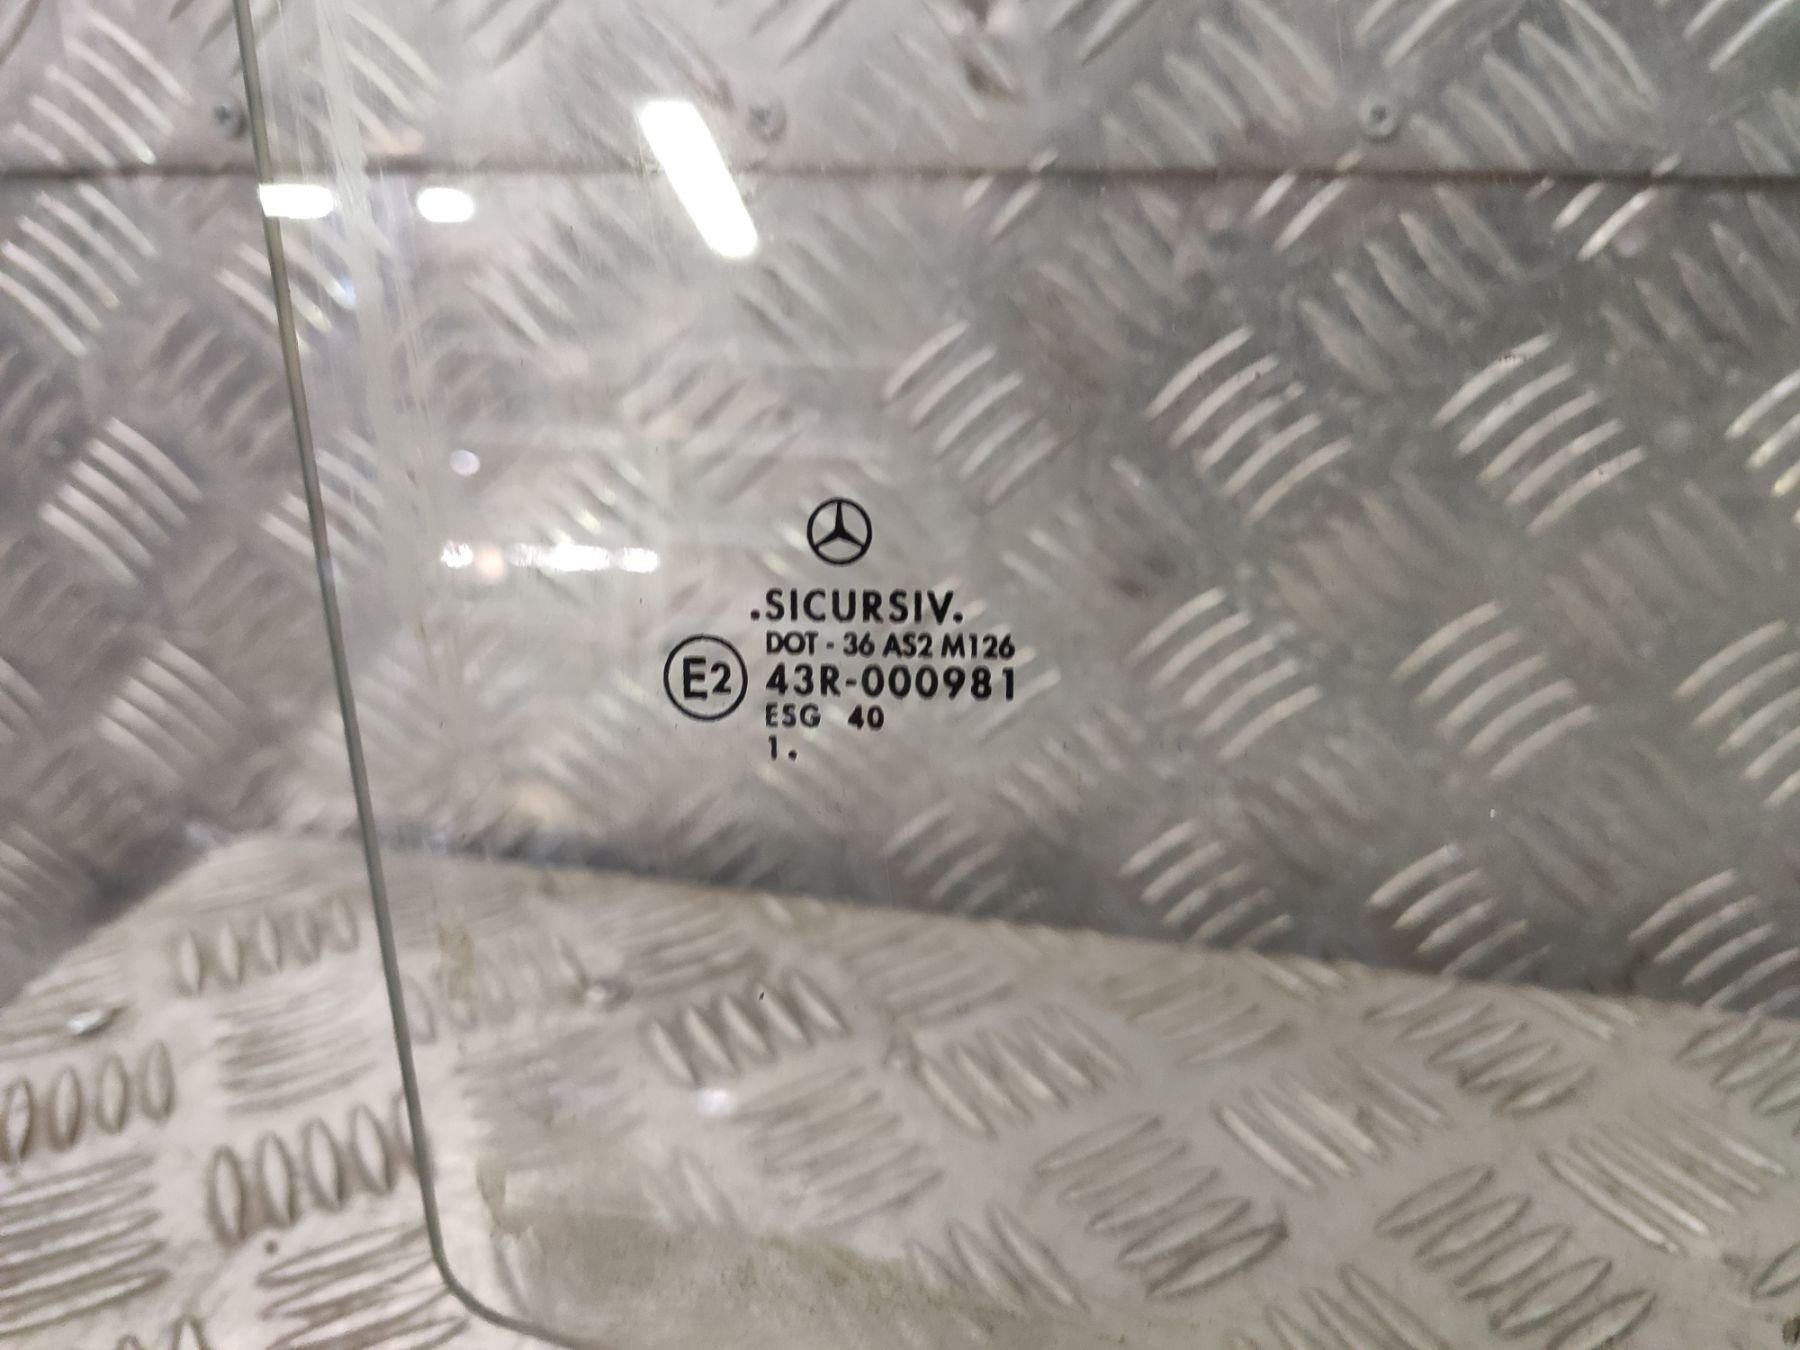 .SICURSIV.
DOT - 36 AS2 M126
E2 43R-000981
ESG 40
1.